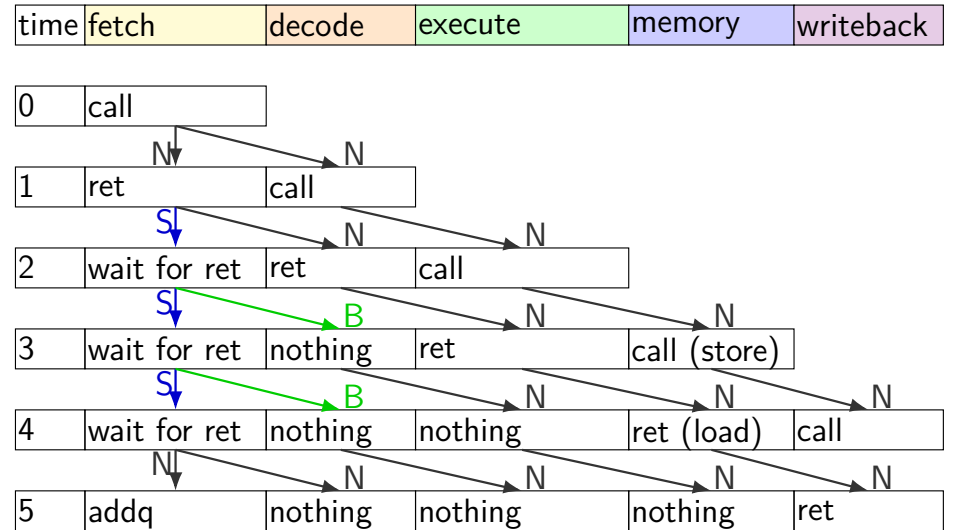 time fetch decode execute memory writeback
0 call
N N
1 ret call
S N N
2 wait for ret ret call
S B N N
3 wait for ret nothing ret call (store)
S B N N N
4 wait for ret nothing nothing ret (load) call
N N N N N
5 addq nothing nothing nothing ret